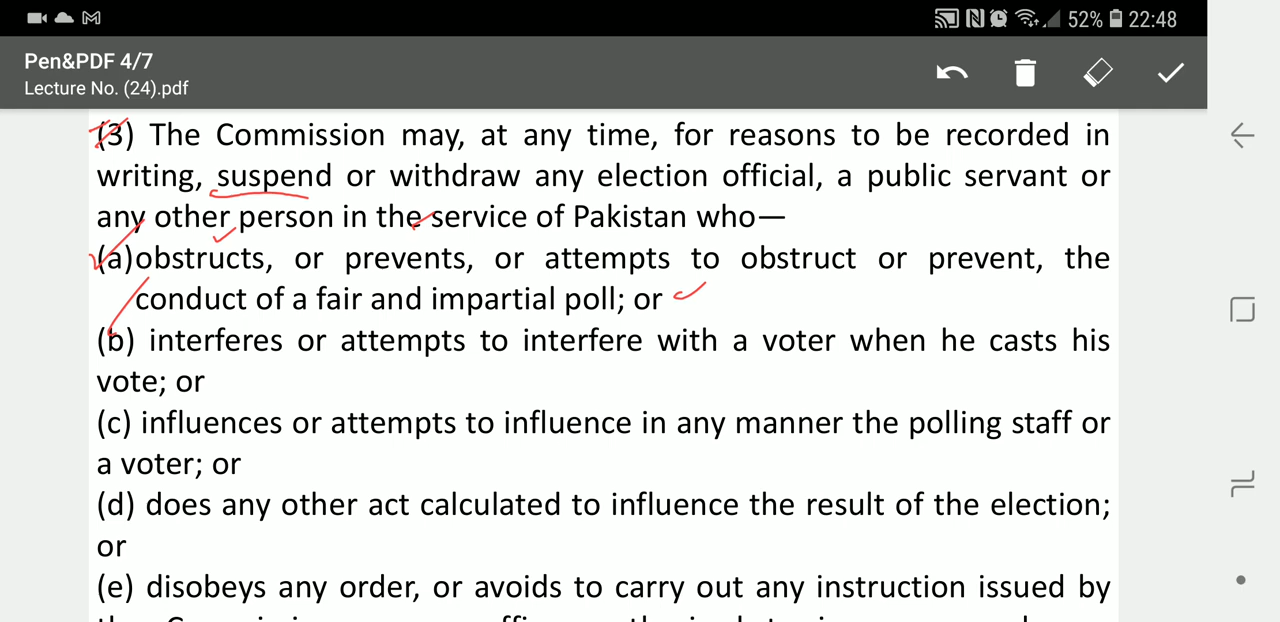 52% 22:48
Pen&PDF 4/7
Lecture No. (24).pdf
(3) The Commission may, at any time, for reasons to be recorded in
writing, suspend or withdraw any election official, a public servant or
any other person in the service of Pakistan who—
(a)obstructs, or prevents, or attempts to obstruct or prevent, the
conduct of a fair and impartial poll; or
(b) interferes or attempts to interfere with a voter when he casts his
vote; or
(c) influences or attempts to influence in any manner the polling staff or
a voter; or
(d) does any other act calculated to influence the result of the election;
or
(e) disobeys any order, or avoids to carry out any instruction issued by